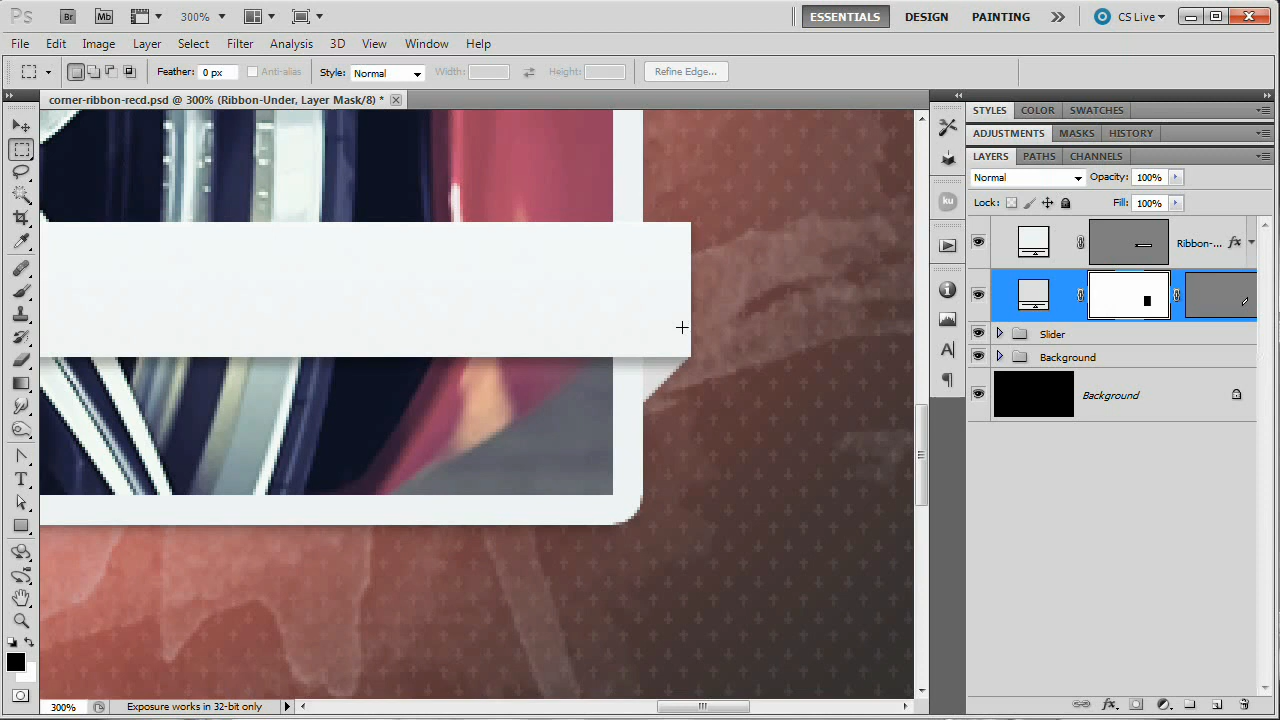 Ps Br Mb 300% ESSENTIALS DESIGN PAINTING CS Live
File Edit Image Layer Select Filter Analysis 3D View Window Help
Feather: 0 px Anti-alias Style: Normal Width: Height: Refine Edge...
corner-ribbon-recd.psd @ 300% (Ribbon-Under, Layer Mask/8) *
STYLES COLOR SWATCHES
ADJUSTMENTS MASKS HISTORY
LAYERS PATHS CHANNELS
Normal Opacity: 100%
Lock: Fill: 100%
ku
Ribbon-... fx
Slider
Background
Background
300% Exposure works in 32-bit only